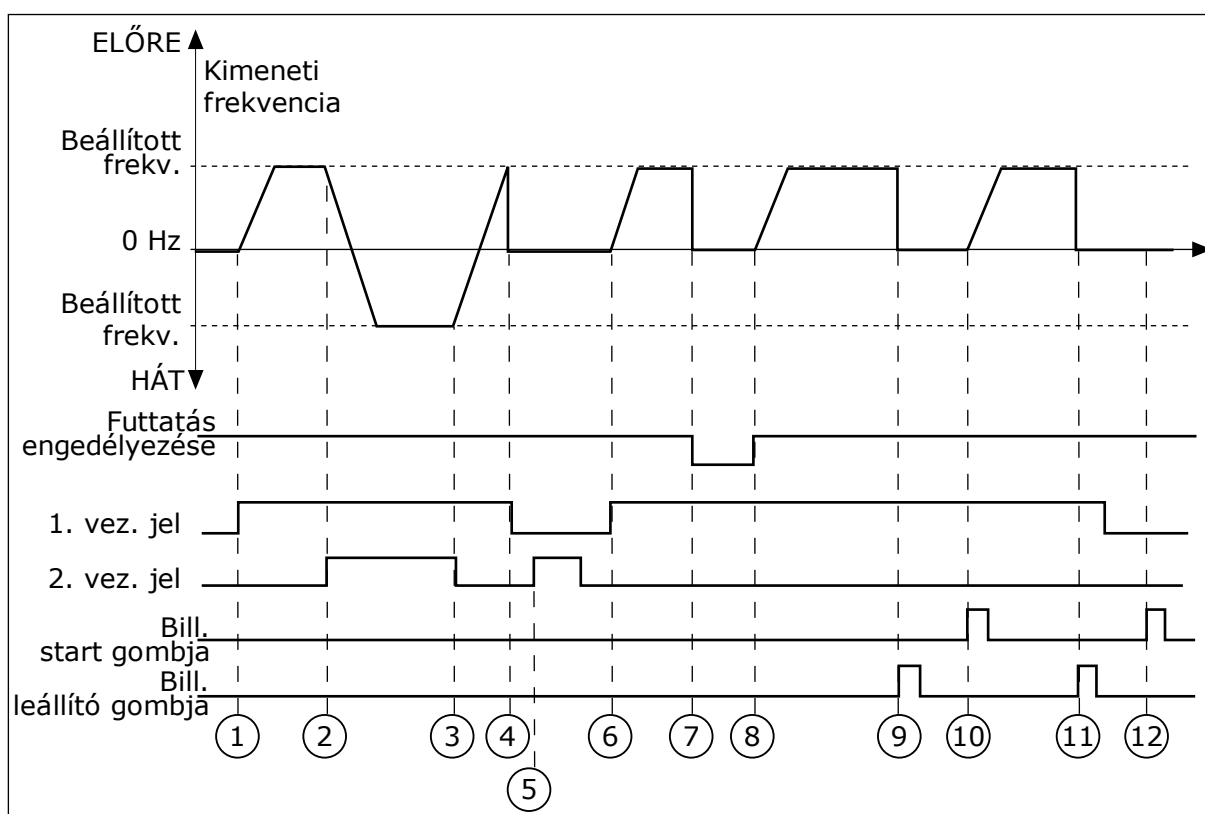 ELŐRE
Kimeneti
frekvencia
Beállított
frekv.
0 Hz
Beállított
frekv.
HÁT
Futtatás
engedélyezése
1. vez. jel
2. vez. jel
Bill.
start gombja
Bill.
leállító gombja
1 2 3 4 6 7 8 9 10 11 12
5